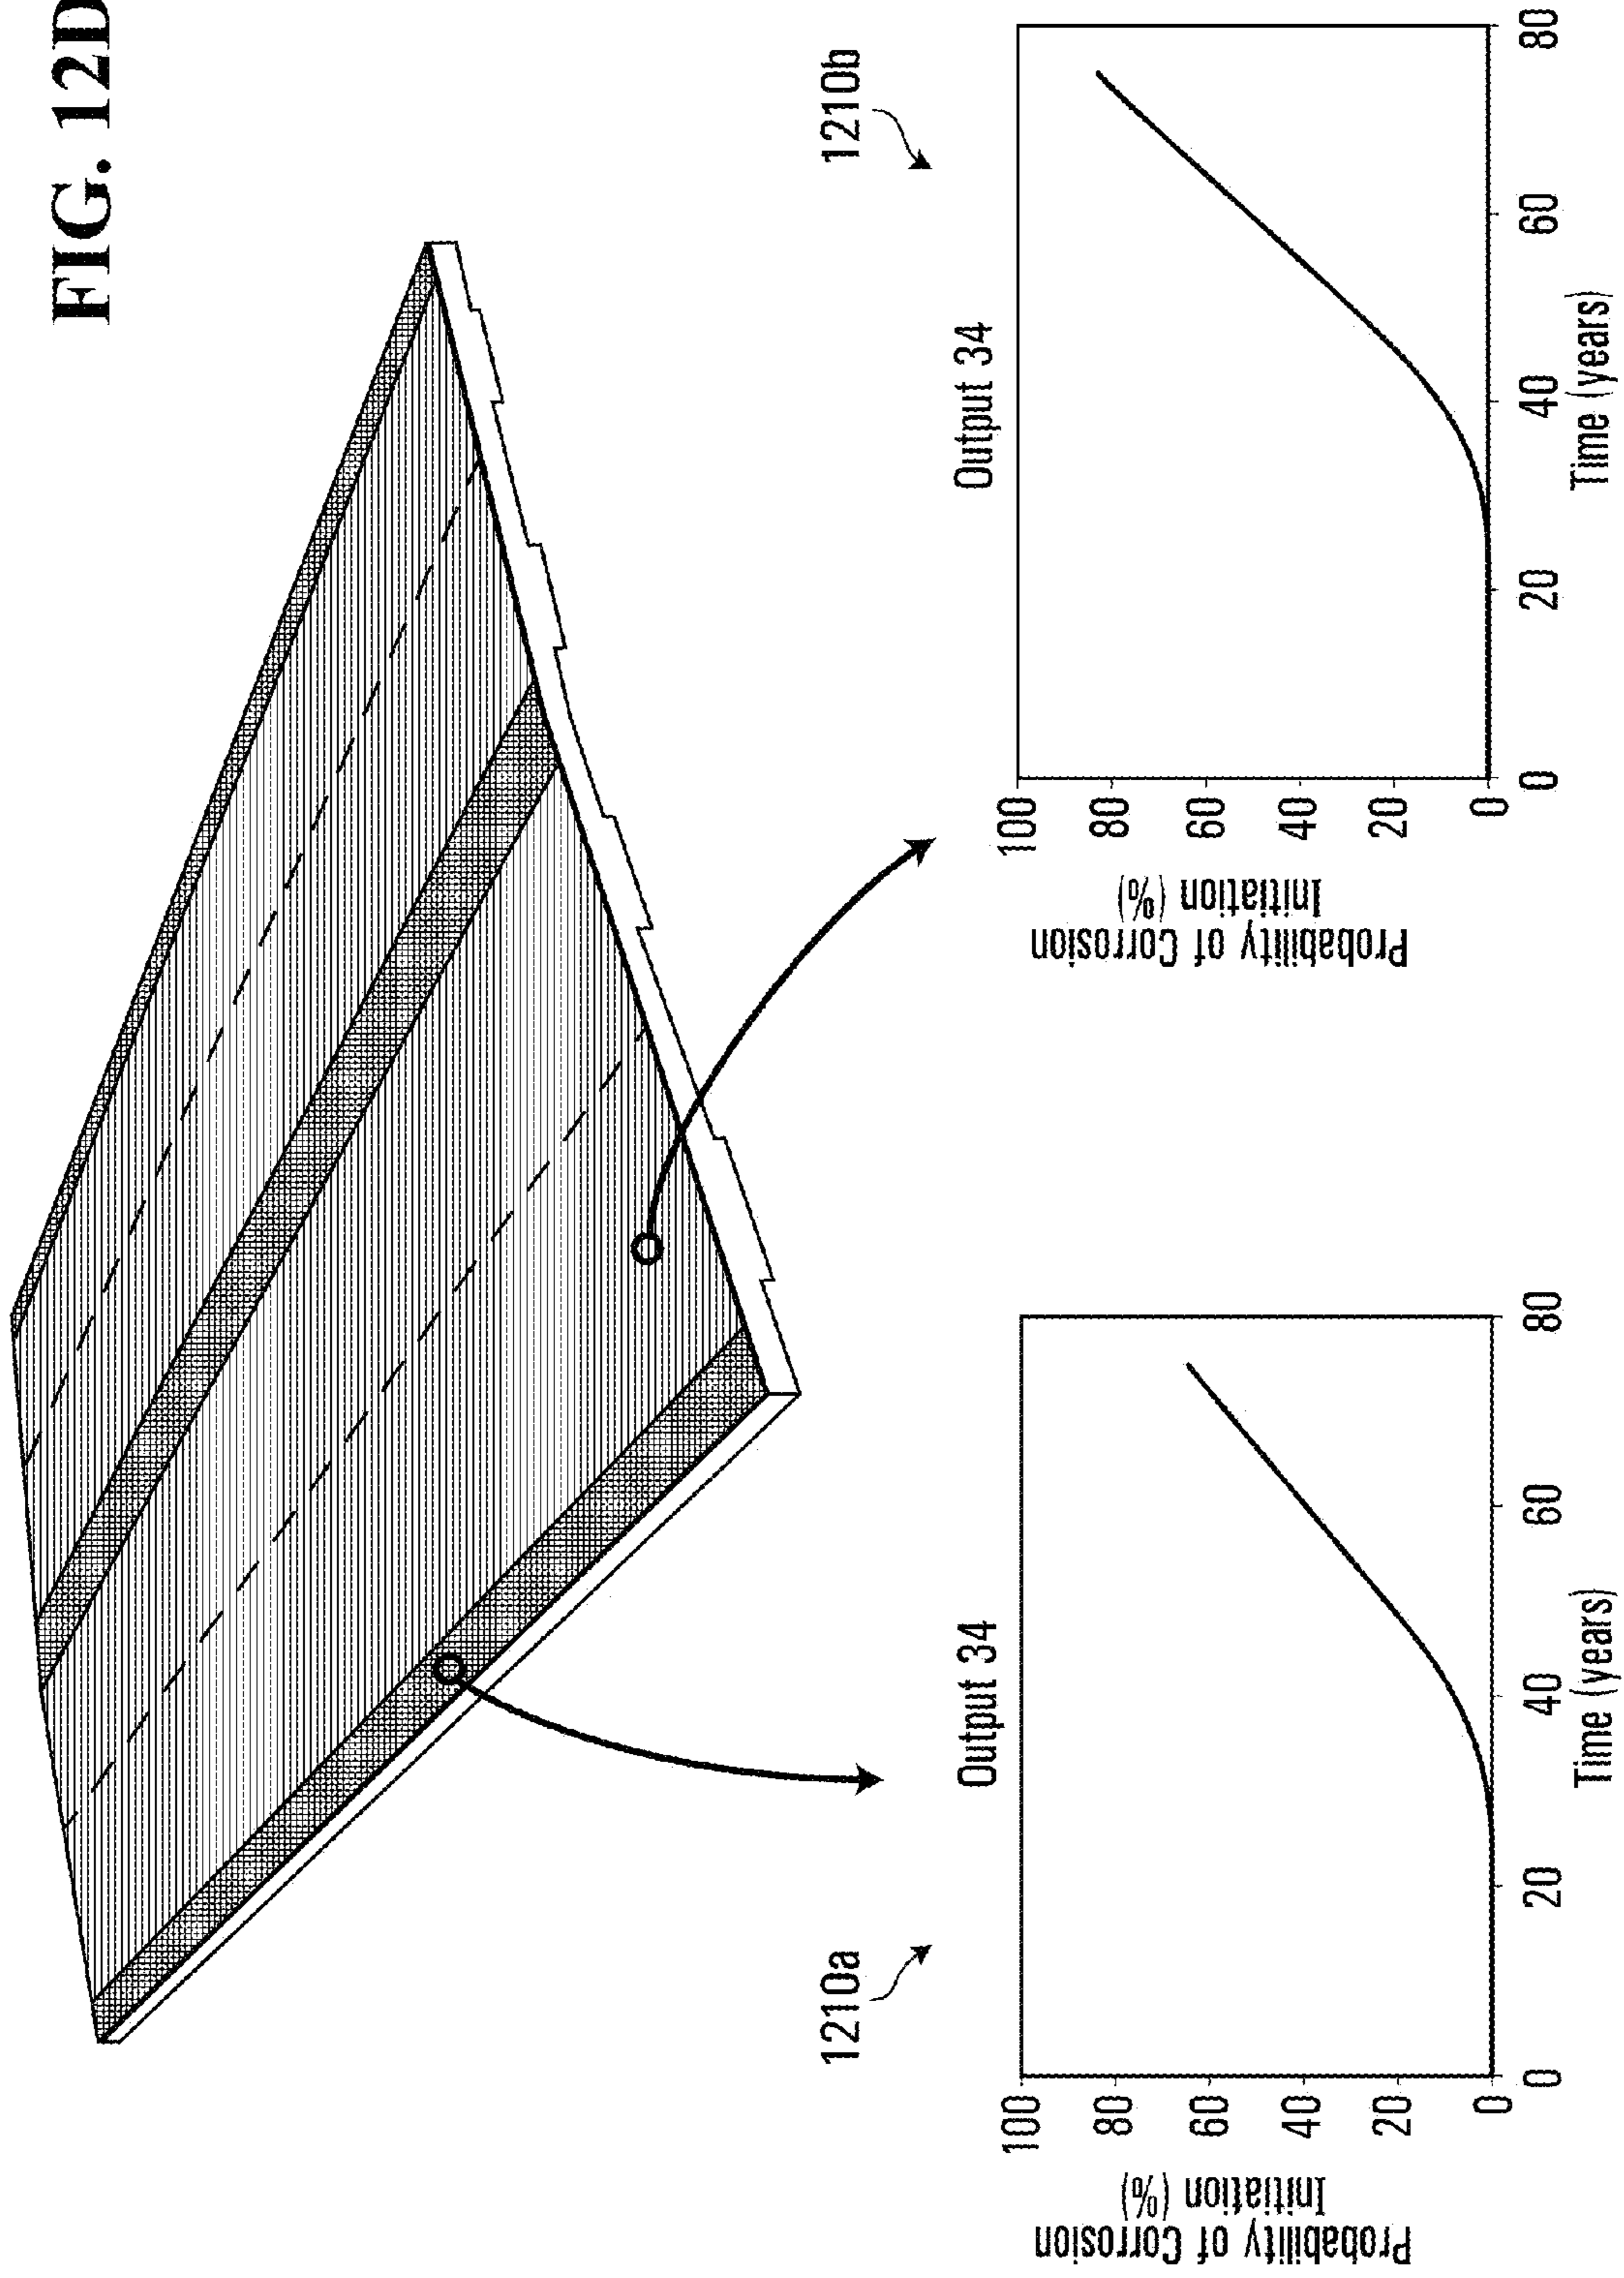 FIG. 12D
1210a
Output 34
Probability of Corrosion
Initiation (%)
100
80
60
40
20
0
0
20
40
60
80
Time (years)
1210b
Output 34
Probability of Corrosion
Initiation (%)
100
80
60
40
20
0
0
20
40
60
80
Time (years)